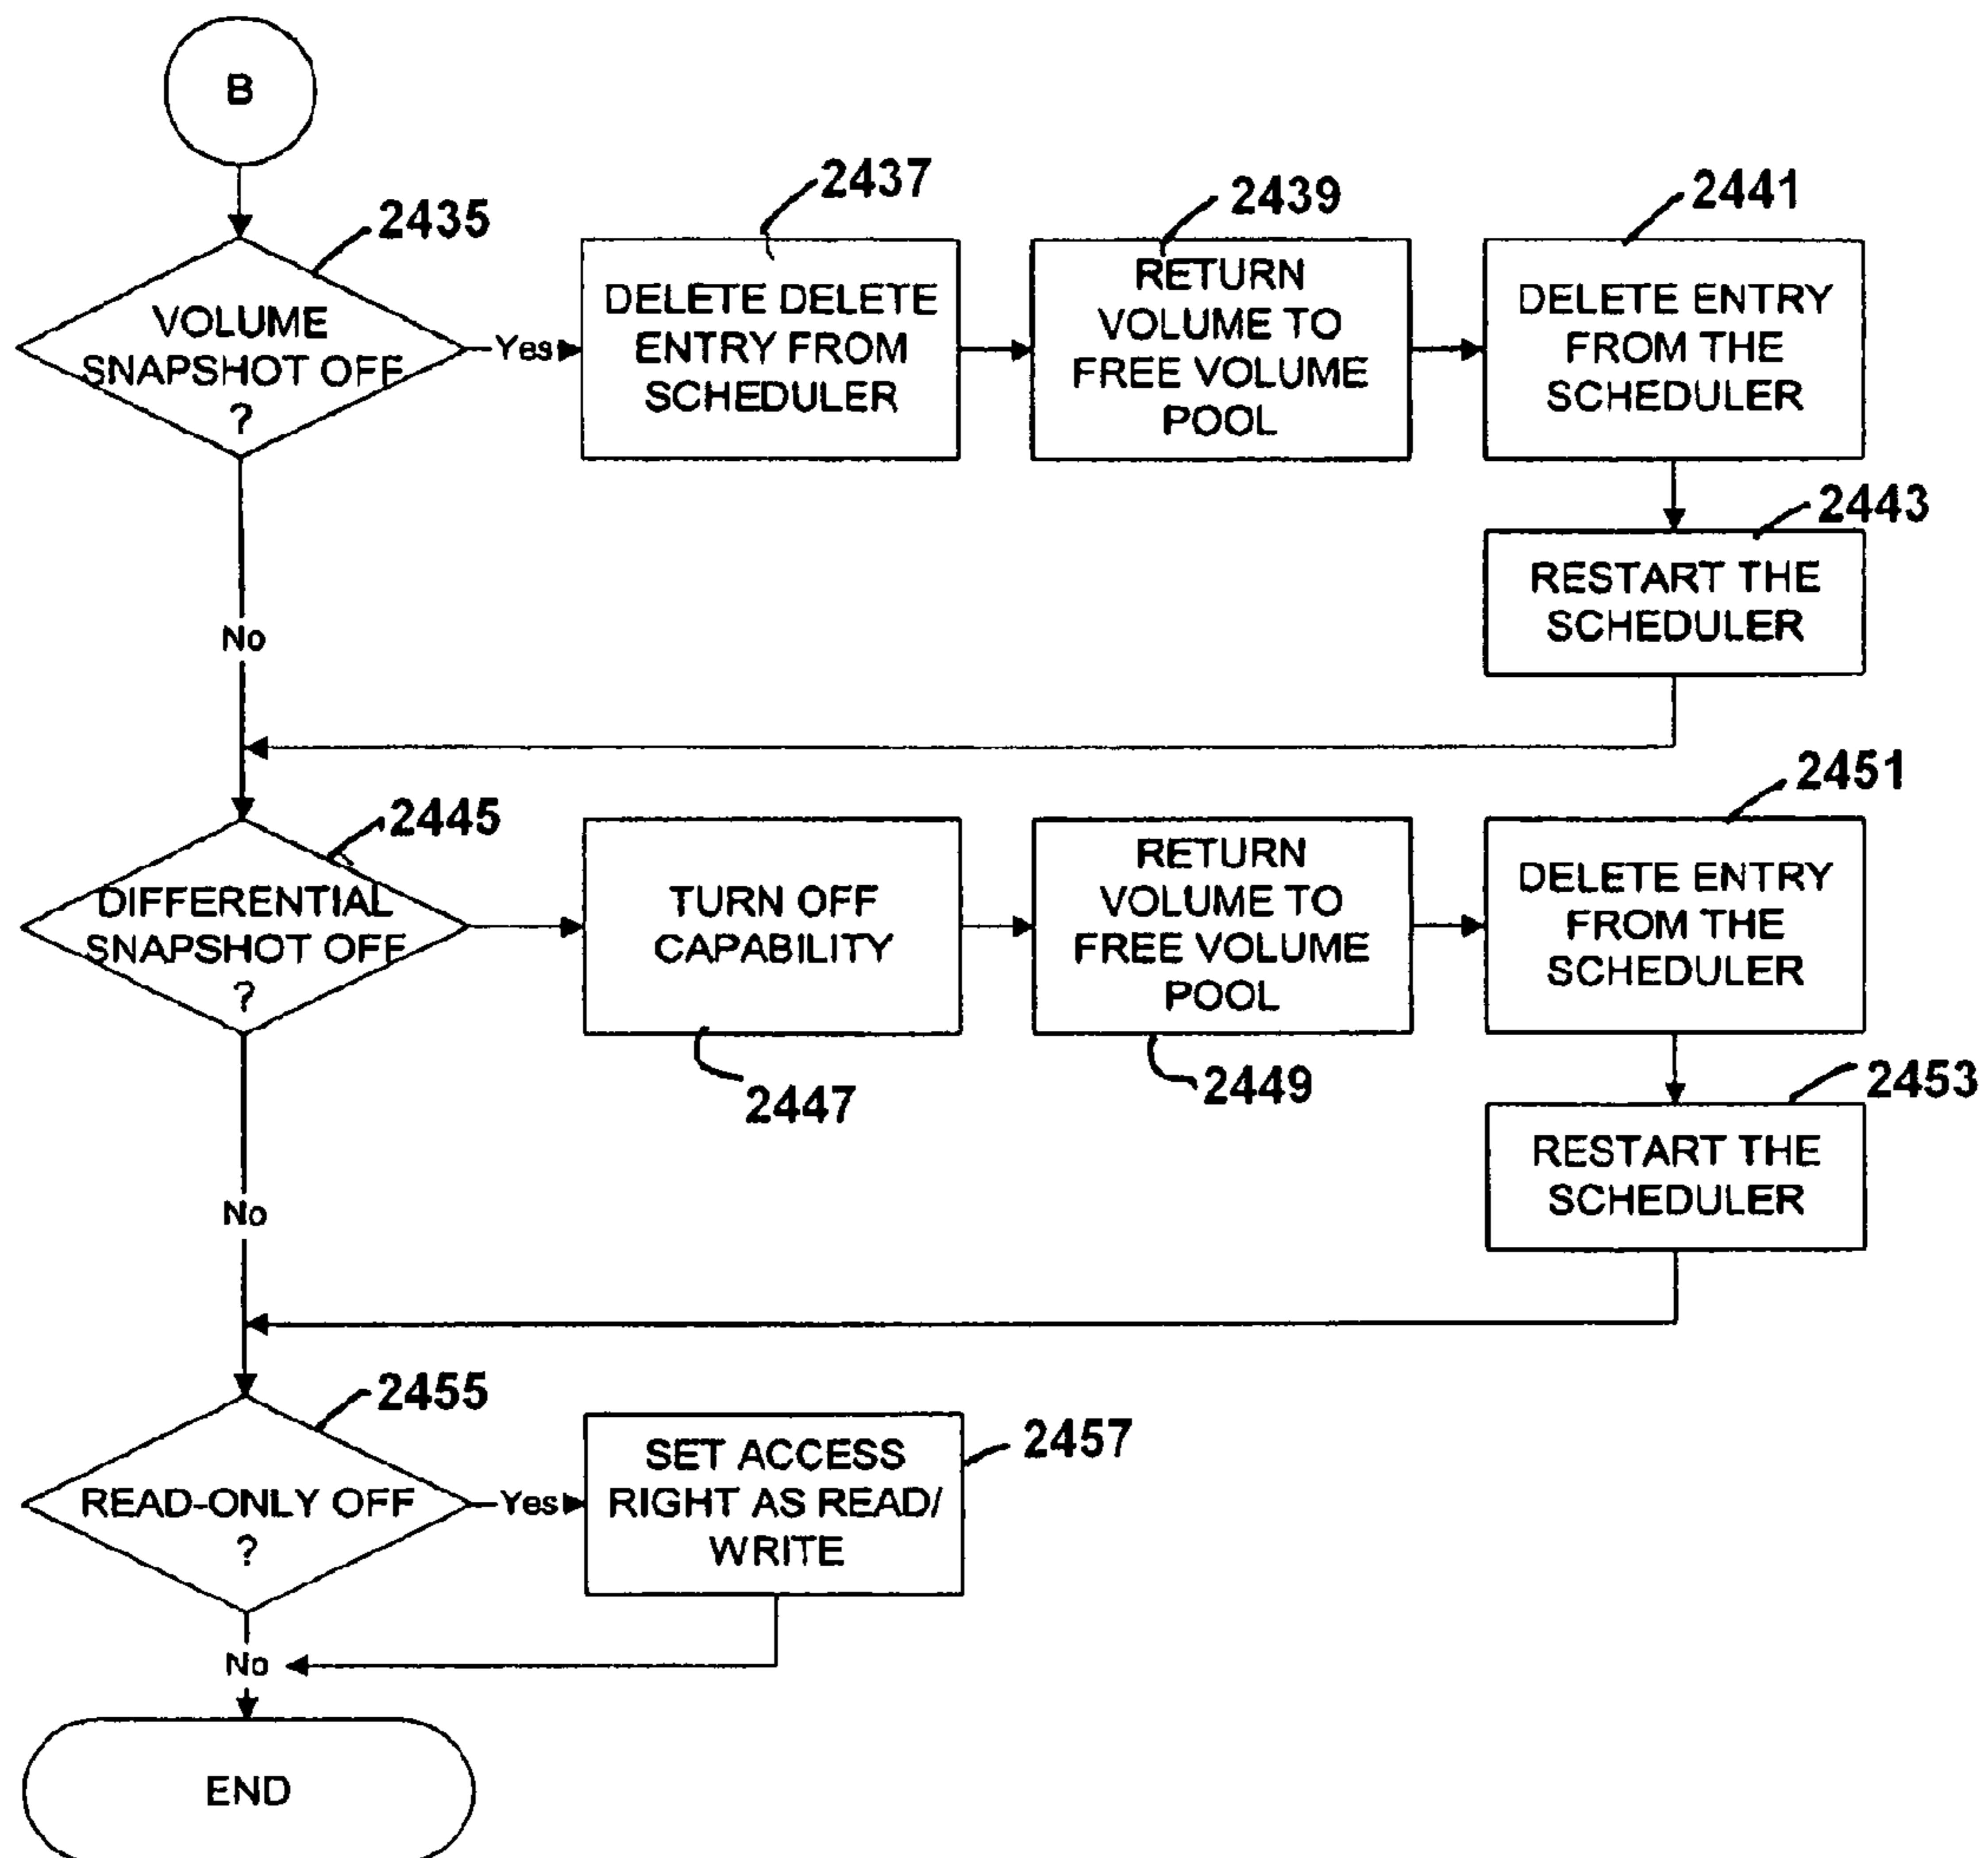 B
2435
2437
2439
2441
VOLUME
SNAPSHOT OFF
?
Yes
DELETE DELETE
ENTRY FROM
SCHEDULER
RETURN
VOLUME TO
FREE VOLUME
POOL
DELETE ENTRY
FROM THE
SCHEDULER
2443
RESTART THE
SCHEDULER
No
2445
2451
DIFFERENTIAL
SNAPSHOT OFF
?
TURN OFF
CAPABILITY
RETURN
VOLUME TO
FREE VOLUME
POOL
DELETE ENTRY
FROM THE
SCHEDULER
2447
2449
2453
RESTART THE
SCHEDULER
No
2455
2457
READ-ONLY OFF
?
Yes
SET ACCESS
RIGHT AS READ/
WRITE
No
END